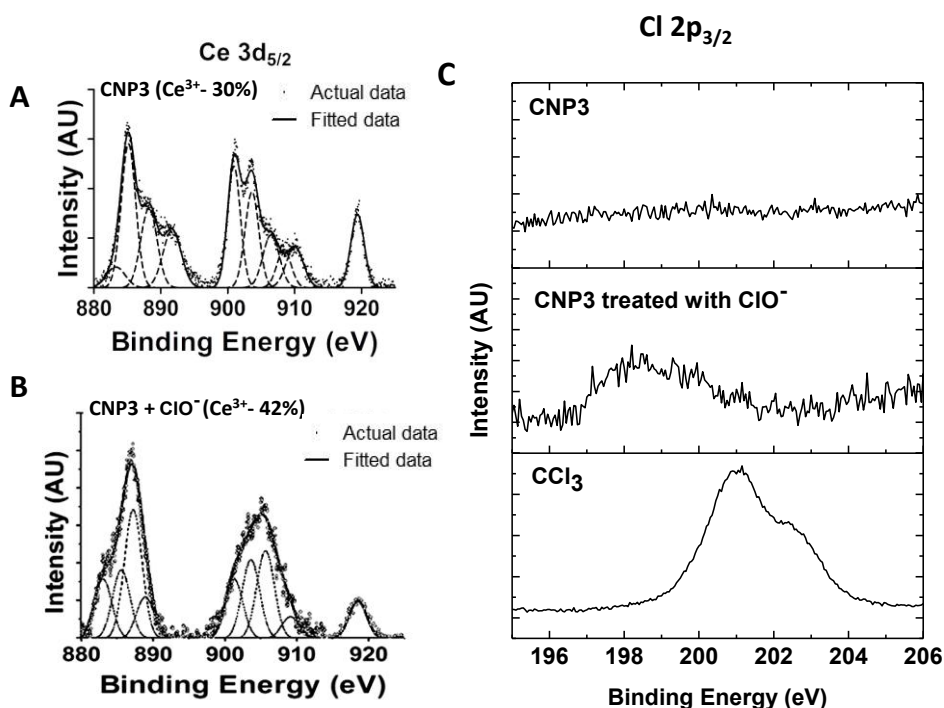 Ce 3d5/2
A
CNP3 (Ce³⁺- 30%)
Actual data
Fitted data
Intensity (AU)
880 890 900 910 920
Binding Energy (eV)
B
CNP3 + ClO⁻ (Ce³⁺- 42%)
Actual data
Fitted data
Intensity (AU)
880 890 900 910 920
Binding Energy (eV)
Cl 2p3/2
C
CNP3
CNP3 treated with ClO⁻
CCl3
Intensity (AU)
196 198 200 202 204 206
Binding Energy (eV)